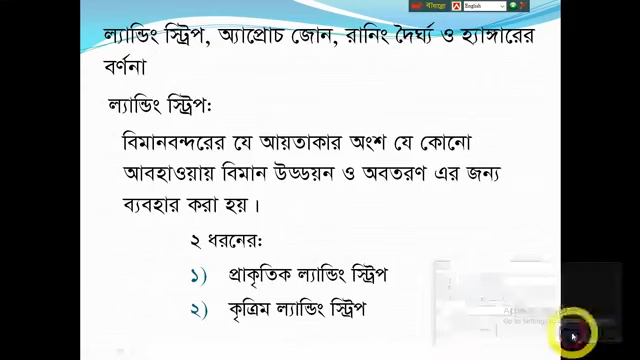 বাংলা English
ল্যান্ডিং স্ট্রিপ, অ্যাপ্রোচ জোন, রানিং দৈর্ঘ্য ও হ্যাঙ্গারের
বর্ণনা
ল্যান্ডিং স্ট্রিপ:
বিমানবন্দরের যে আয়তাকার অংশ যে কোনো
আবহাওয়ায় বিমান উড্ডয়ন ও অবতরণ এর জন্য
ব্যবহার করা হয়।
২ ধরনের:
১) প্রাকৃতিক ল্যান্ডিং স্ট্রিপ
২) কৃত্রিম ল্যান্ডিং স্ট্রিপ